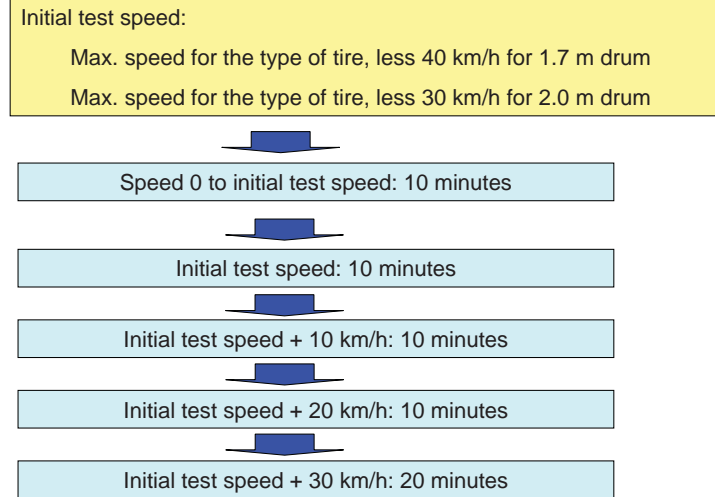 Initial test speed:
Max. speed for the type of tire, less 40 km/h for 1.7 m drum
Max. speed for the type of tire, less 30 km/h for 2.0 m drum
Speed 0 to initial test speed: 10 minutes
Initial test speed: 10 minutes
Initial test speed + 10 km/h: 10 minutes
Initial test speed + 20 km/h: 10 minutes
Initial test speed + 30 km/h: 20 minutes